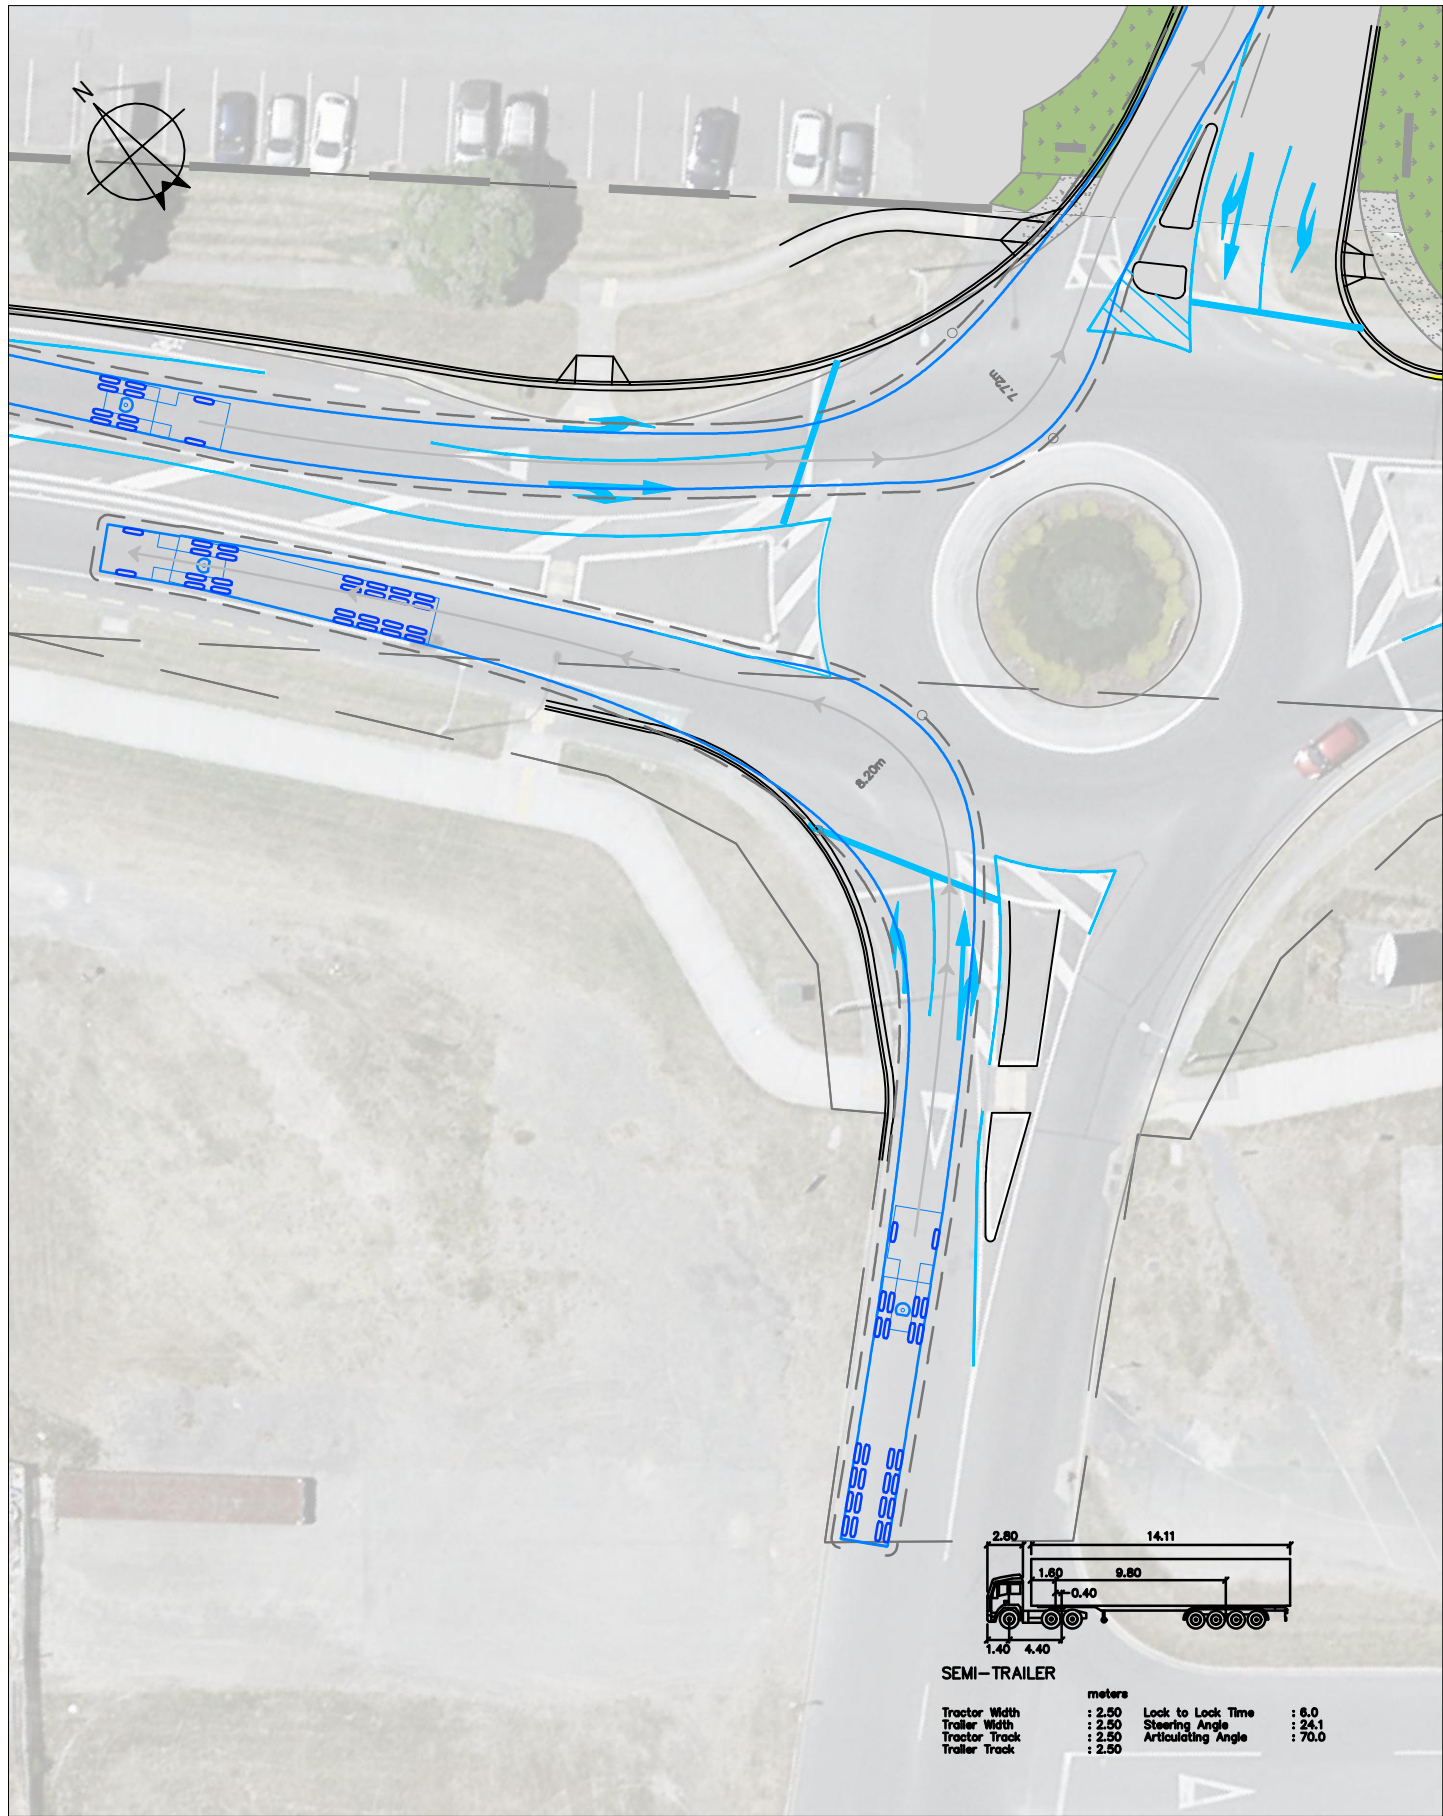 N
7.72m
8.20m
2.80 14.11
1.60 9.80
0.40
1.40 4.40
SEMI-TRAILER
meters
Tractor Width : 2.50 Lock to Lock Time : 6.0
Trailer Width : 2.50 Steering Angle : 24.1
Tractor Track : 2.50 Articulating Angle : 70.0
Trailer Track : 2.50